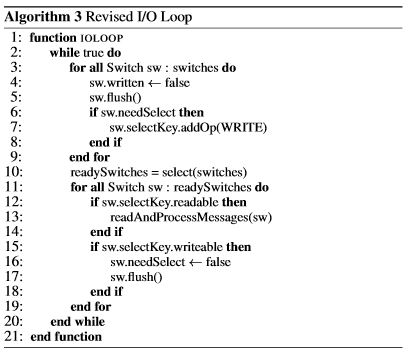 Algorithm 3 Revised I/O Loop
1: function IOLOOP
2: while true do
3: for all Switch sw : switches do
4: sw.written ← false
5: sw.flush()
6: if sw.needSelect then
7: sw.selectKey.addOp(WRITE)
8: end if
9: end for
10: readySwitches = select(switches)
11: for all Switch sw : readySwitches do
12: if sw.selectKey.readable then
13: readAndProcessMessages(sw)
14: end if
15: if sw.selectKey.writeable then
16: sw.needSelect ← false
17: sw.flush()
18: end if
19: end for
20: end while
21: end function